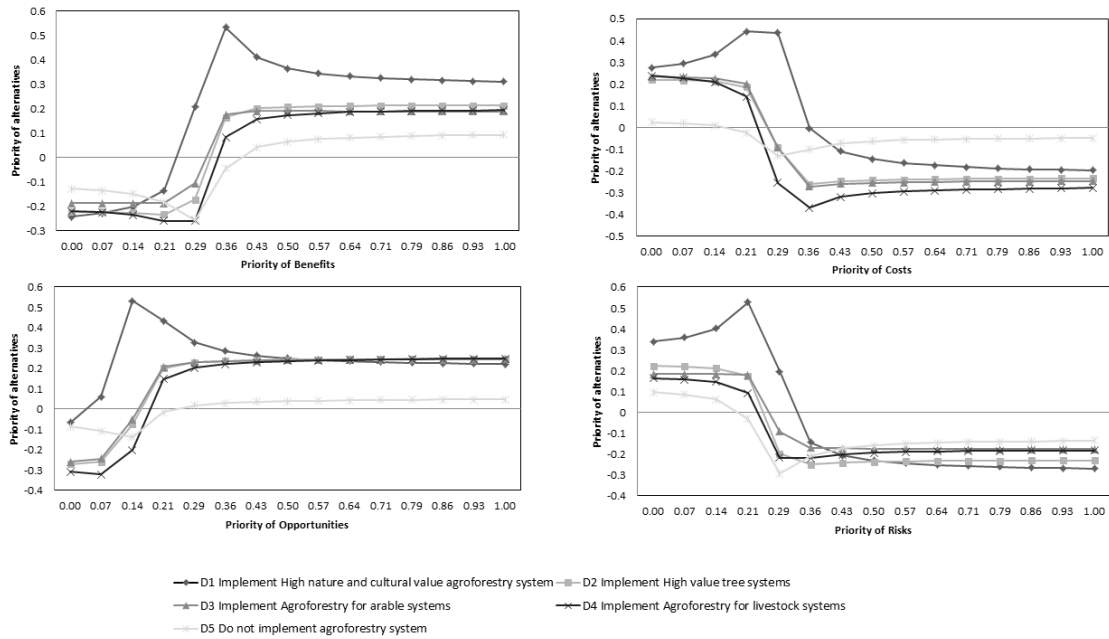 Priority of alternatives
0.6
0.5
0.4
0.3
0.2
0.1
0
-0.1
-0.2
-0.3
0.00 0.07 0.14 0.21 0.29 0.36 0.43 0.50 0.57 0.64 0.71 0.79 0.86 0.93 1.00
Priority of Benefits
Priority of alternatives
0.5
0.4
0.3
0.2
0.1
0
-0.1
-0.2
-0.3
-0.4
-0.5
0.00 0.07 0.14 0.21 0.29 0.36 0.43 0.50 0.57 0.64 0.71 0.79 0.86 0.93 1.00
Priority of Costs
Priority of alternatives
0.6
0.5
0.4
0.3
0.2
0.1
0
-0.1
-0.2
-0.3
-0.4
0.00 0.07 0.14 0.21 0.29 0.36 0.43 0.50 0.57 0.64 0.71 0.79 0.86 0.93 1.00
Priority of Opportunities
Priority of alternatives
0.6
0.5
0.4
0.3
0.2
0.1
0
-0.1
-0.2
-0.3
-0.4
0.00 0.07 0.14 0.21 0.29 0.36 0.43 0.50 0.57 0.64 0.71 0.79 0.86 0.93 1.00
Priority of Risks
D1 Implement High nature and cultural value agroforestry system D2 Implement High value tree systems
D3 Implement Agroforestry for arable systems D4 Implement Agroforestry for livestock systems
D5 Do not implement agroforestry system